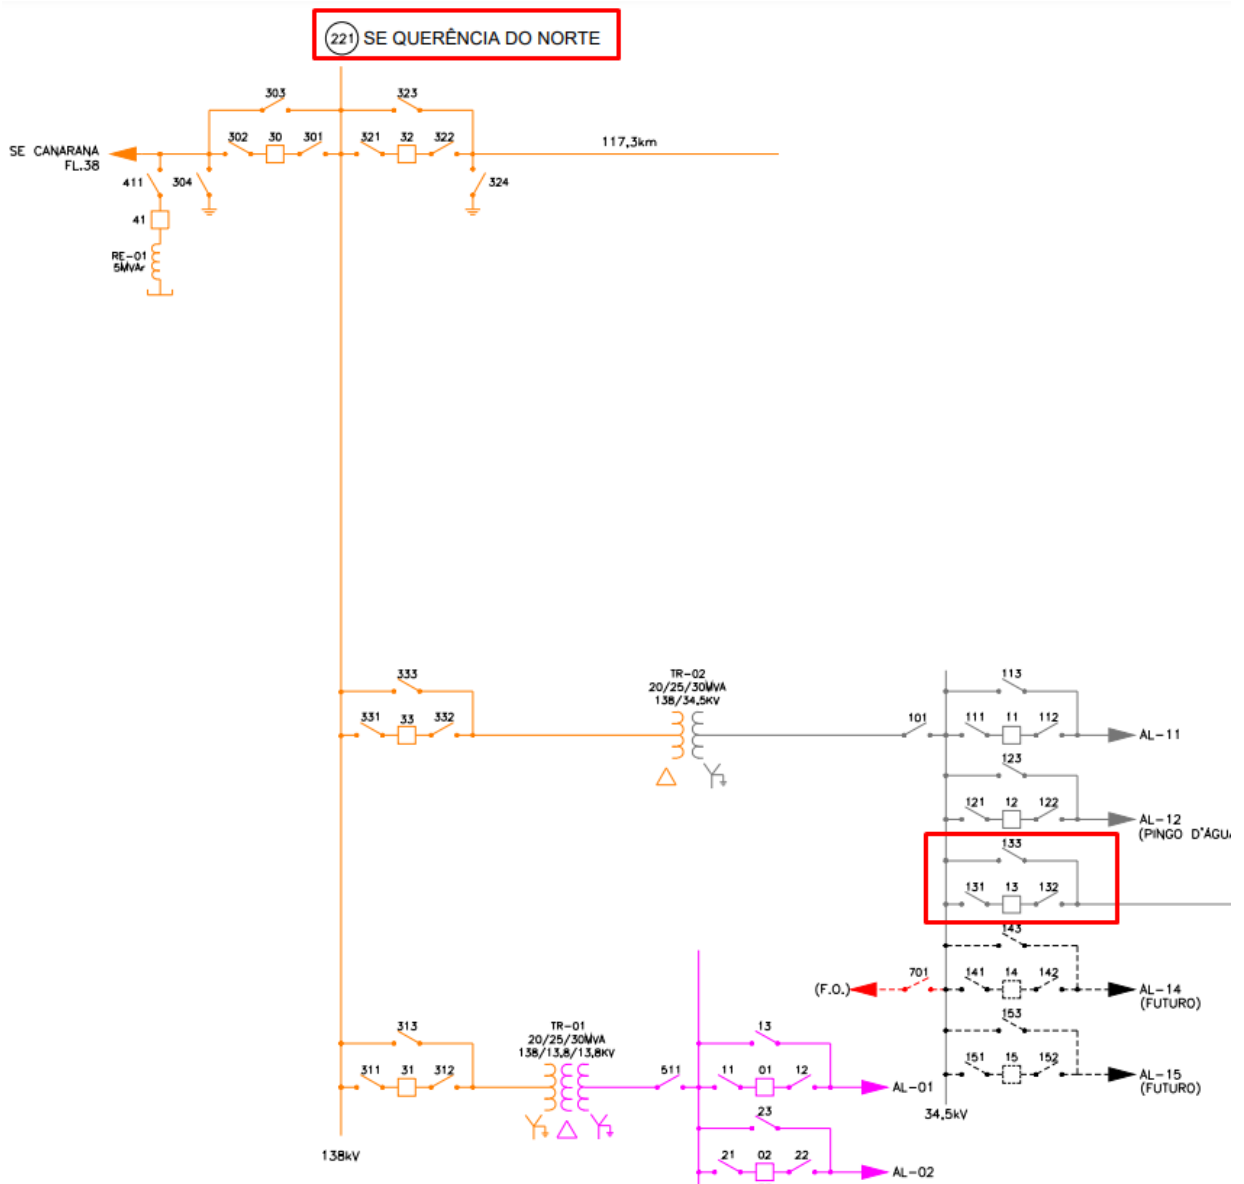 221 SE QUERÊNCIA DO NORTE
303
323
302 30 301
321 32 322
117,3km
SE CANARANA
FL.38
411
304
324
41
RE-01
5MVAr
333
TR-02
20/25/30MVA
138/34,5KV
113
331 33 332
101
111 11 112
AL-11
123
121 12 122
AL-12
(PINGO D'ÁGUA
133
131 13 132
143
(F.O.)
701
141 14 142
AL-14
(FUTURO)
153
313
TR-01
20/25/30MVA
138/13,8/13,8KV
13
151 15 152
AL-15
(FUTURO)
311 31 312
511
11 01 12
AL-01
34,5kV
23
138kV
21 02 22
AL-02